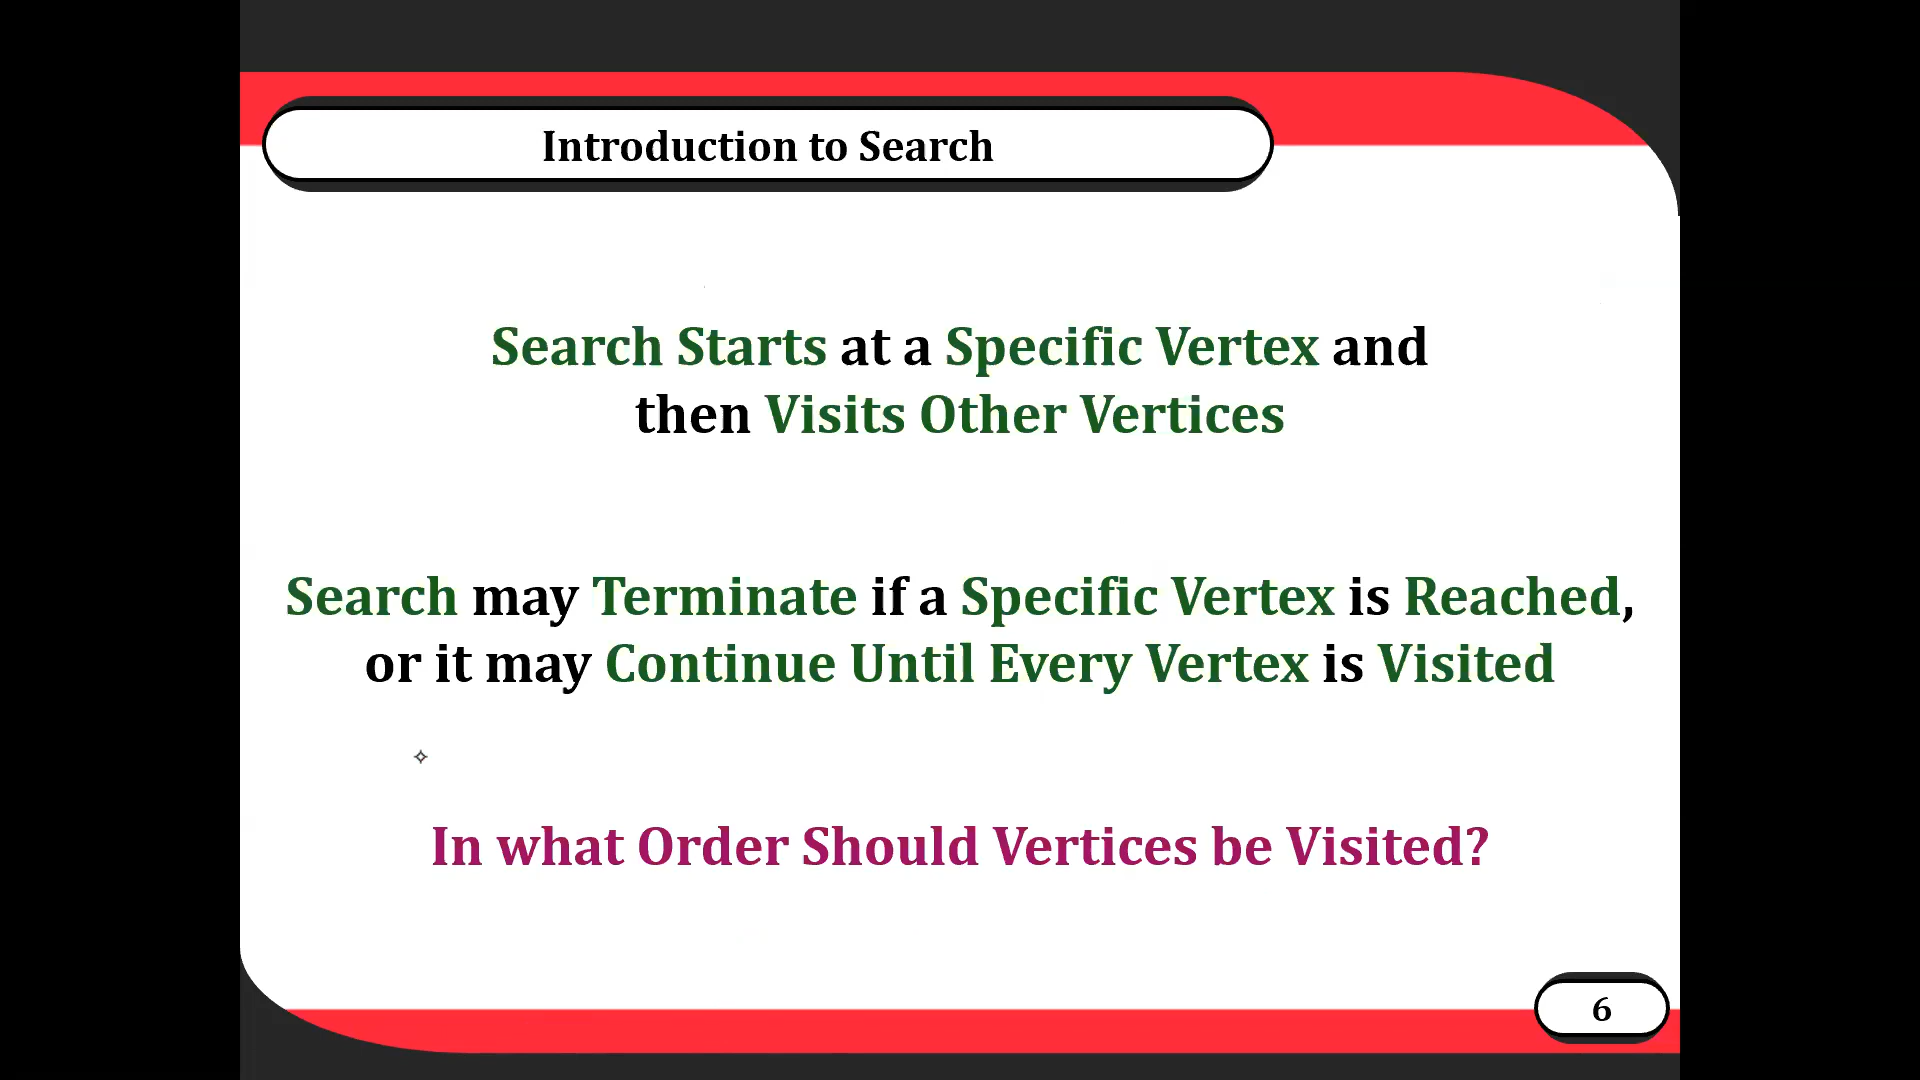 Introduction to Search
Search Starts at a Specific Vertex and
then Visits Other Vertices
Search may Terminate if a Specific Vertex is Reached,
or it may Continue Until Every Vertex is Visited
In what Order Should Vertices be Visited?
6